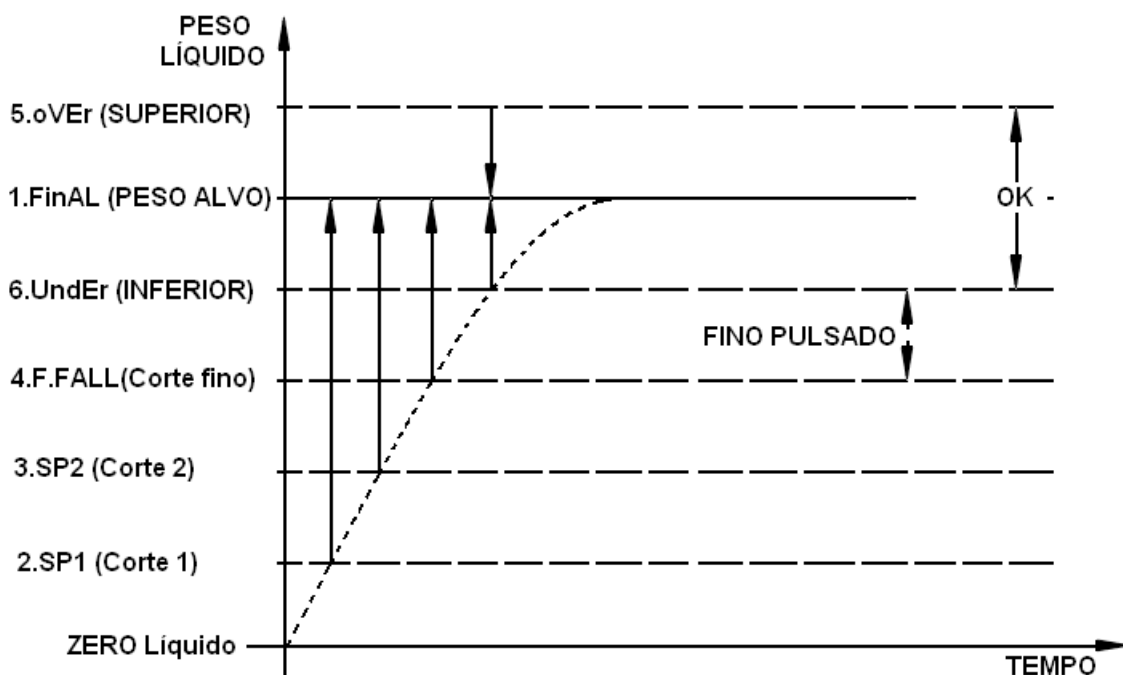 PESO
LÍQUIDO
5.oVEr (SUPERIOR)
1.FinAL (PESO ALVO)
OK
6.UndEr (INFERIOR)
FINO PULSADO
4.F.FALL(Corte fino)
3.SP2 (Corte 2)
2.SP1 (Corte 1)
ZERO Líquido
TEMPO